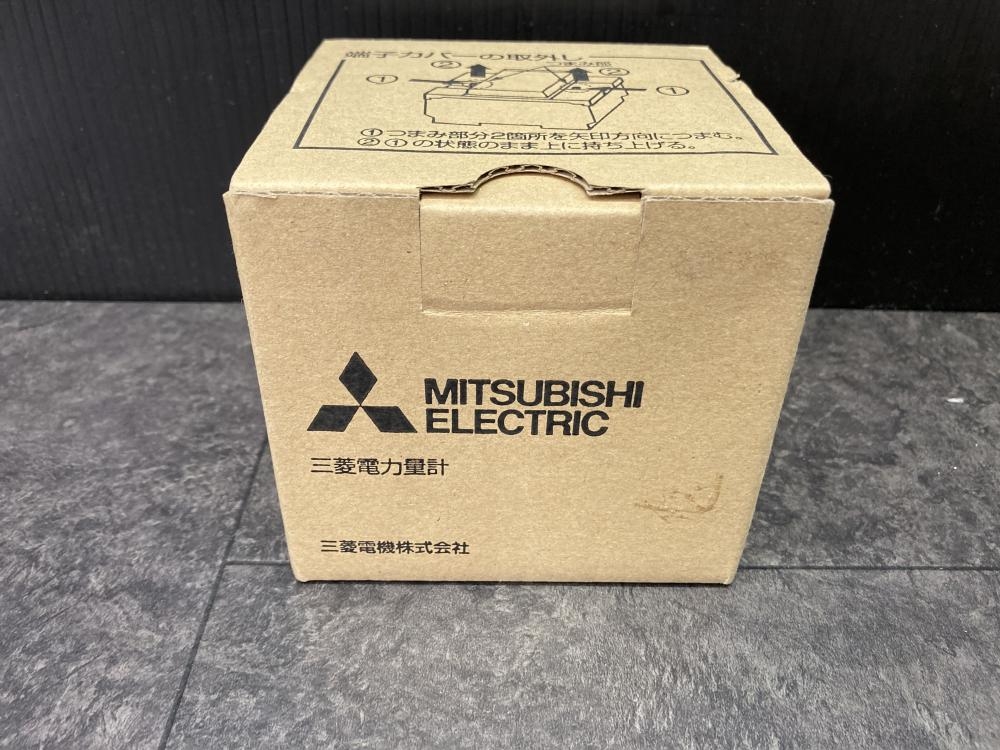 端子カバーの取外し
② つまみ部 ②
① ①
①つまみ部分2箇所を矢印方向につまむ。
②①の状態のまま上に持ち上げる。
MITSUBISHI
ELECTRIC
三菱電力量計
三菱電機株式会社